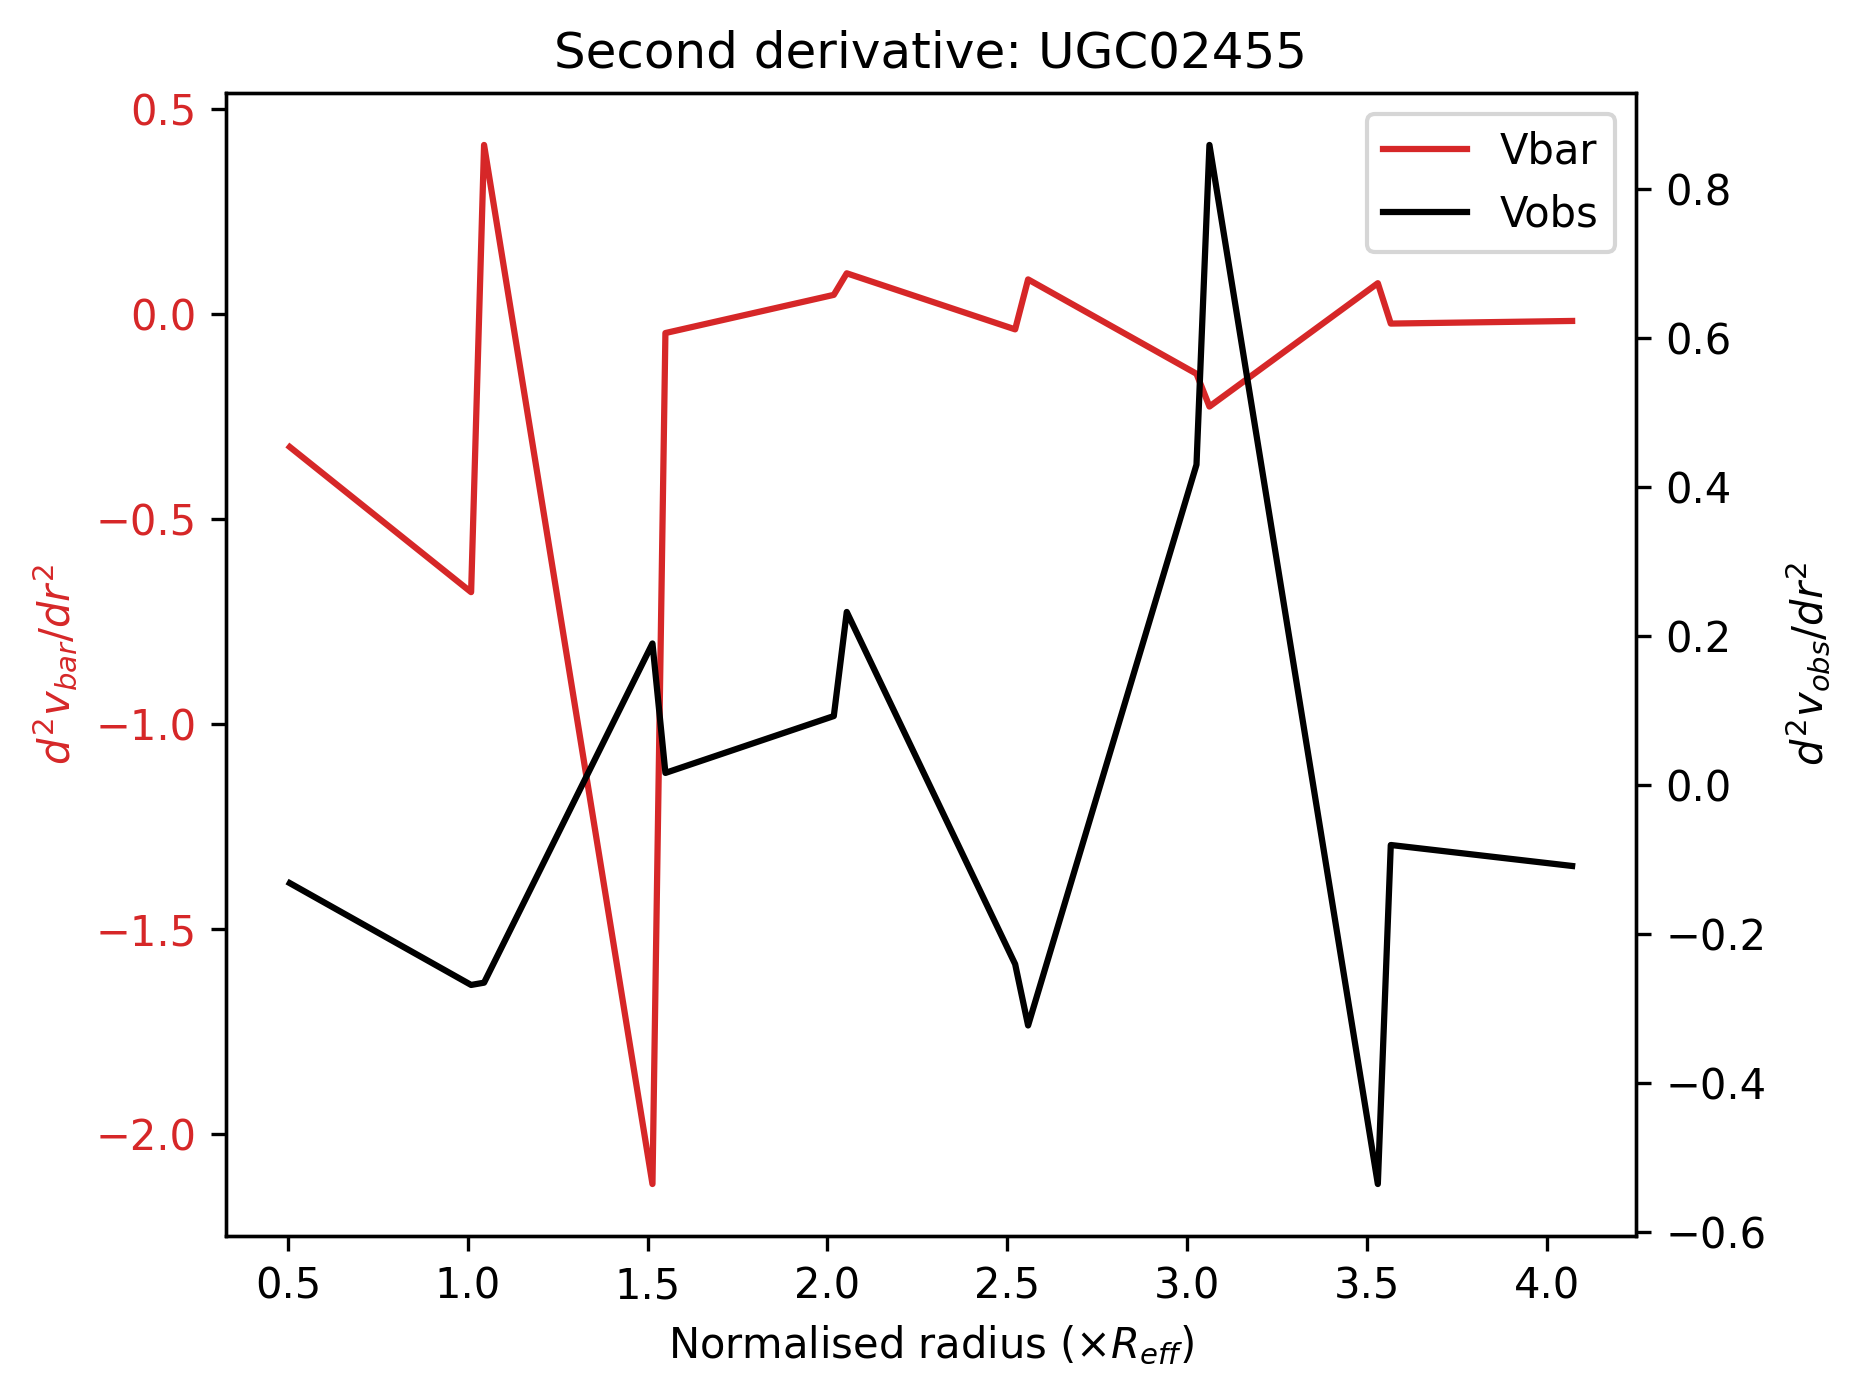 Second derivative: UGC02455
0.5
0.0
−0.5
−1.0
−1.5
−2.0
d²v_bar/dr²
Vbar
Vobs
0.8
0.6
0.4
0.2
0.0
−0.2
−0.4
−0.6
d²v_obs/dr²
0.5 1.0 1.5 2.0 2.5 3.0 3.5 4.0
Normalised radius (×R_eff)